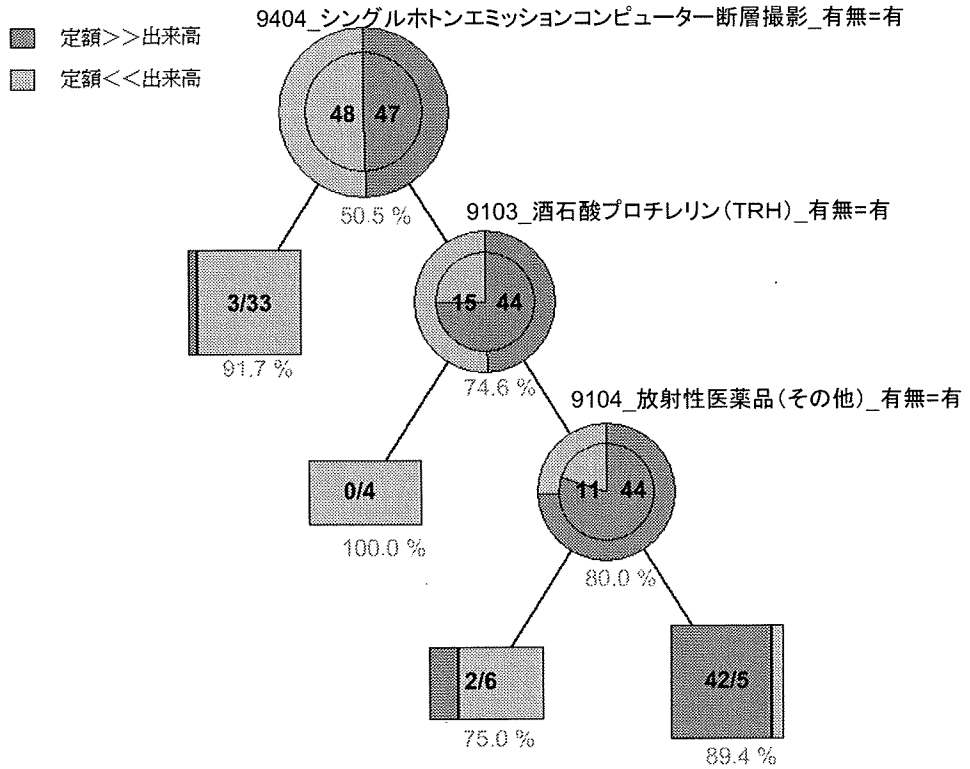 9404_シングルホトンエミッションコンピューター断層撮影_有無=有
定額>>出来高
定額<<出来高
48 47
50.5 %
9103_酒石酸プロチレリン(TRH)_有無=有
3/33
91.7 %
15 44
74.6 %
9104_放射性医薬品(その他)_有無=有
0/4
100.0 %
11 44
80.0 %
2/6
75.0 %
42/5
89.4 %